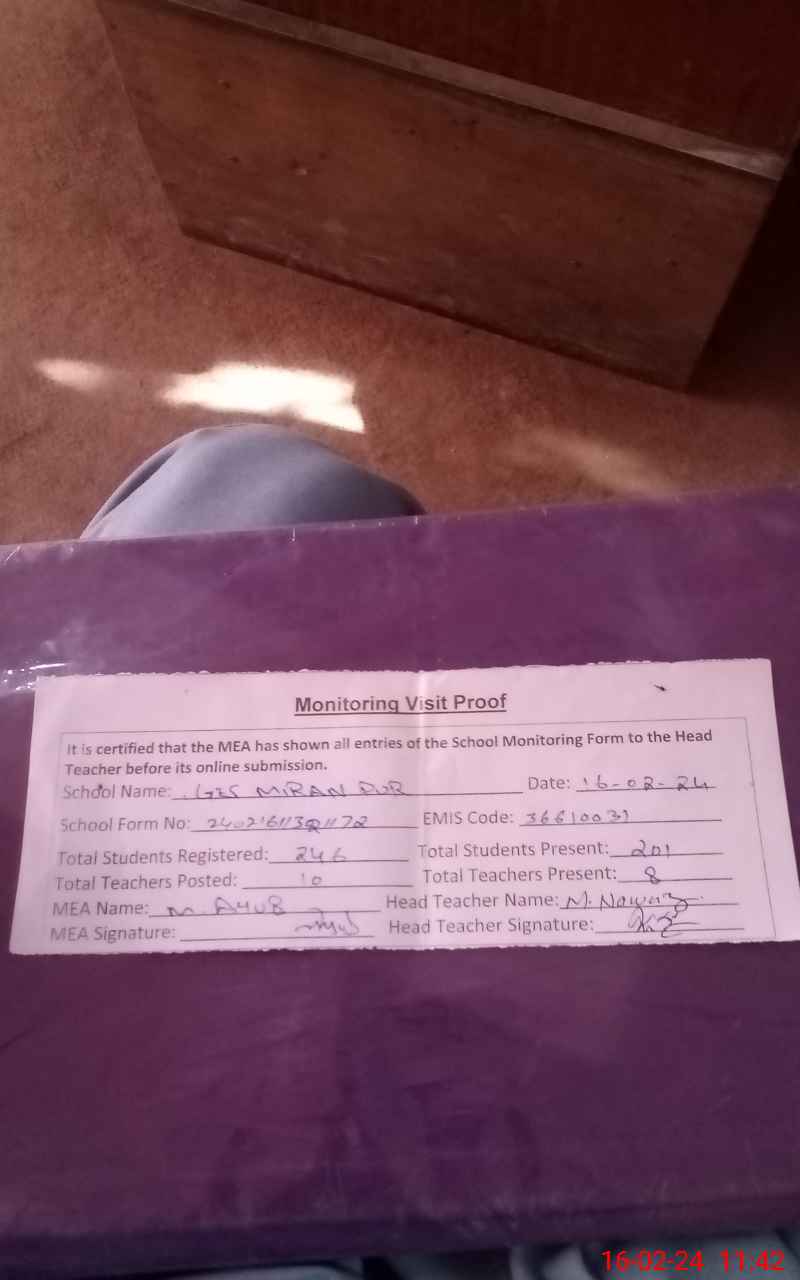 Monitoring Visit Proof
It is certified that the MEA has shown all entries of the School Monitoring Form to the Head
Teacher before its online submission.
School Name: GES MIRAN PUR Date: 16-02-24
School Form No: EMIS Code: 36610031
Total Students Registered: 246 Total Students Present: 201
Total Teachers Posted: 10 Total Teachers Present: 8
MEA Name: M. AYUB Head Teacher Name: M. Nawaz
MEA Signature: Head Teacher Signature:
16-02-24 11:42